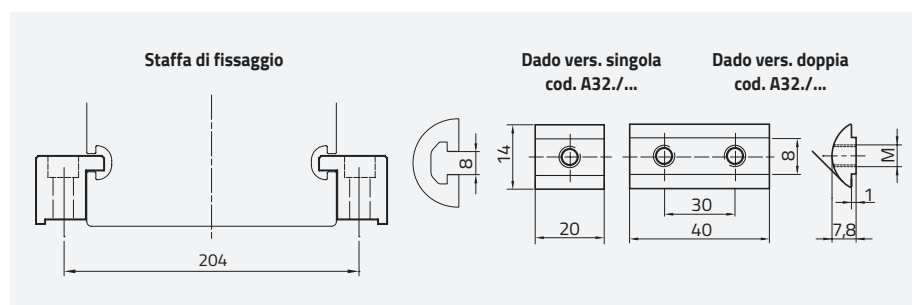 Staffa di fissaggio
Dado vers. singola
cod. A32./...
Dado vers. doppia
cod. A32./...
204
8
14
20
30
40
8
M
1
7,8